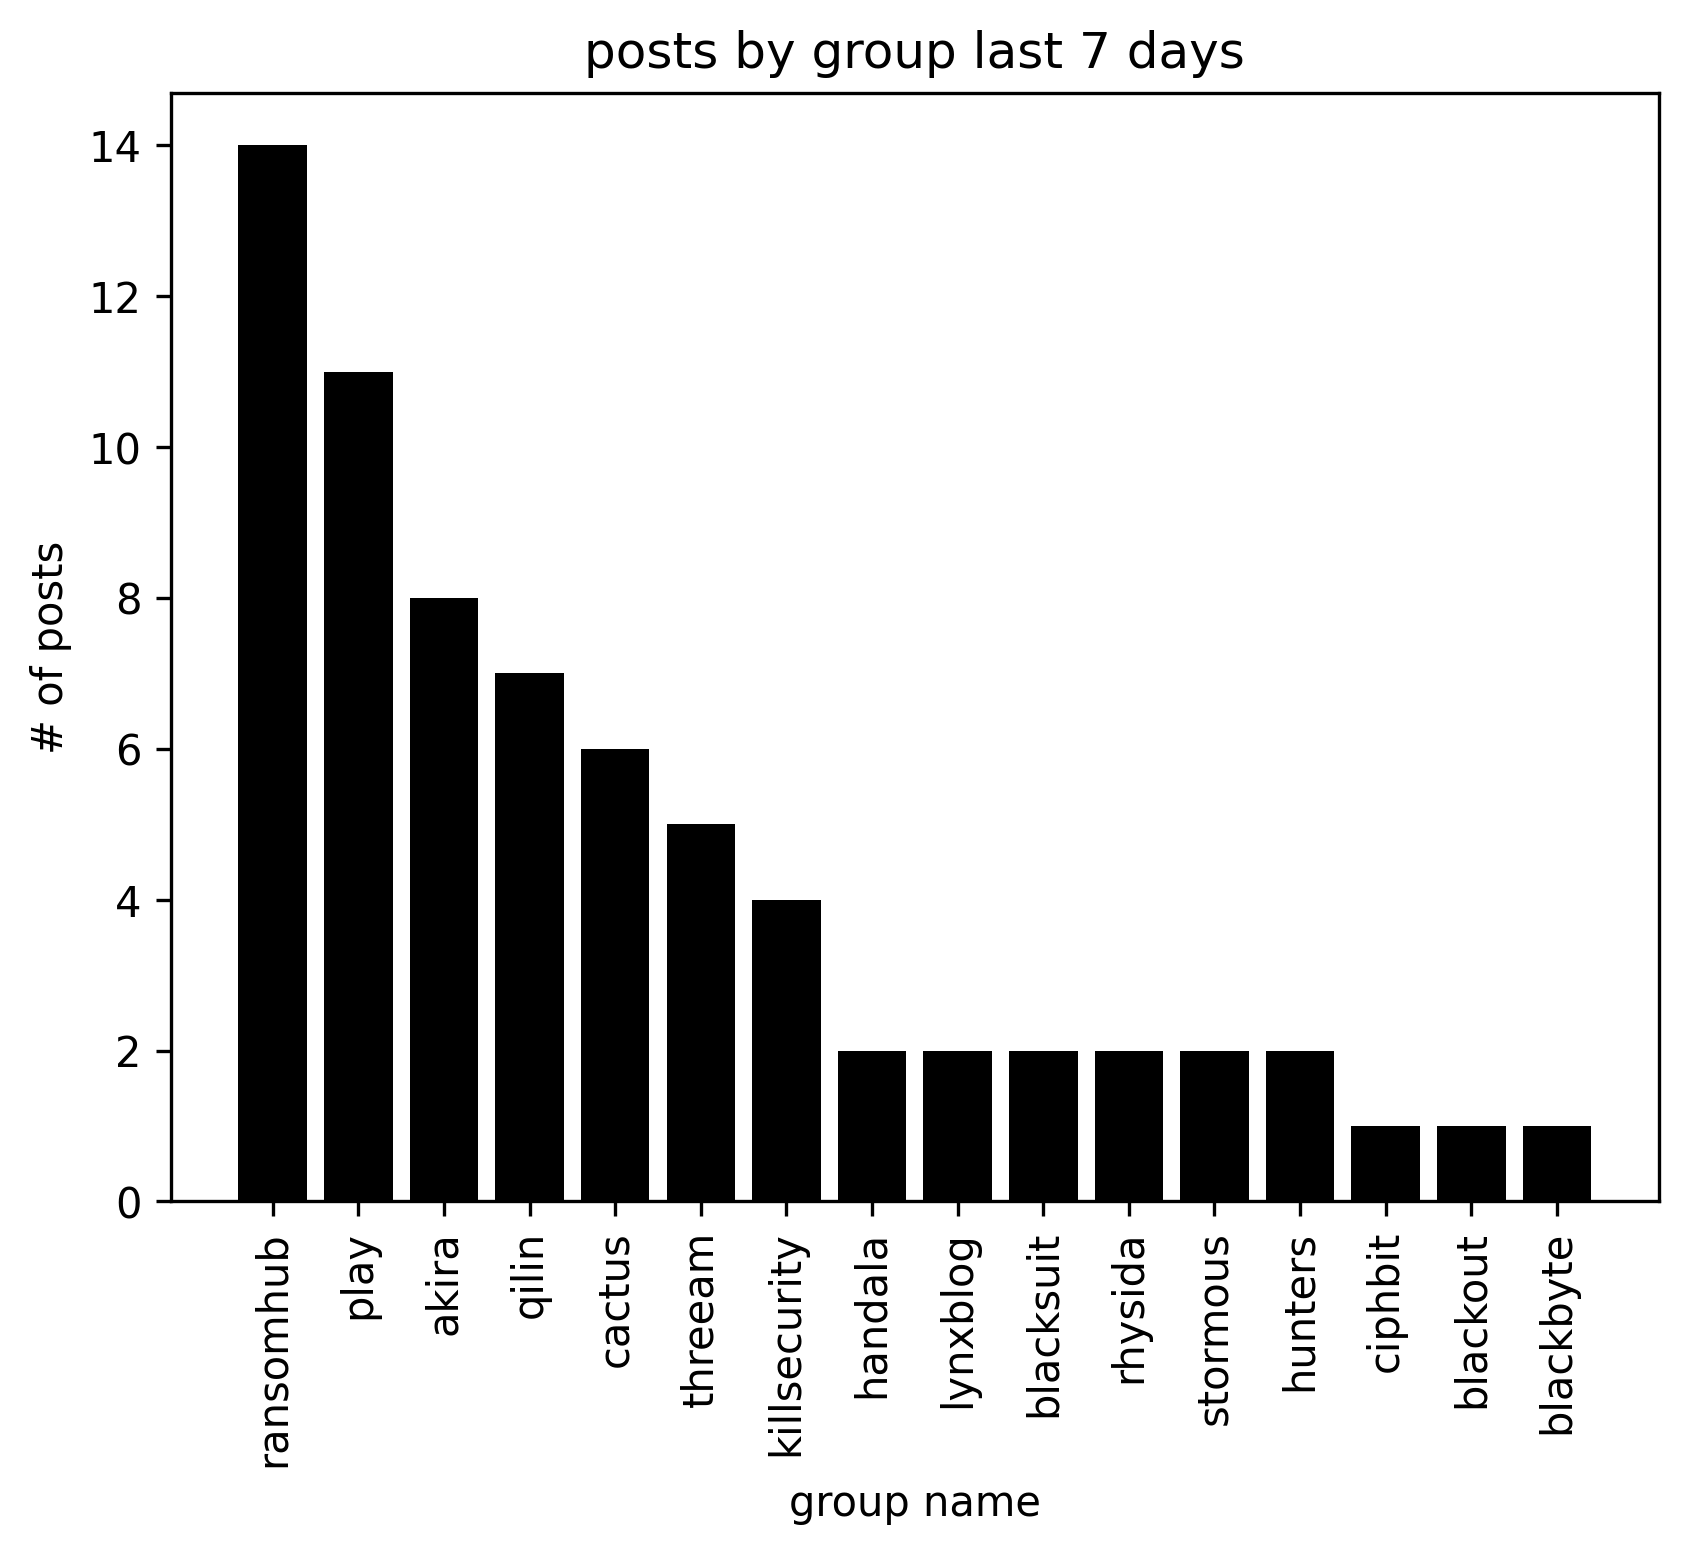 posts by group last 7 days
14
12
10
8
6
4
2
0
# of posts
ransomhub
play
akira
qilin
cactus
threeam
killsecurity
handala
lynxblog
blacksuit
rhysida
stormous
hunters
ciphbit
blackout
blackbyte
group name